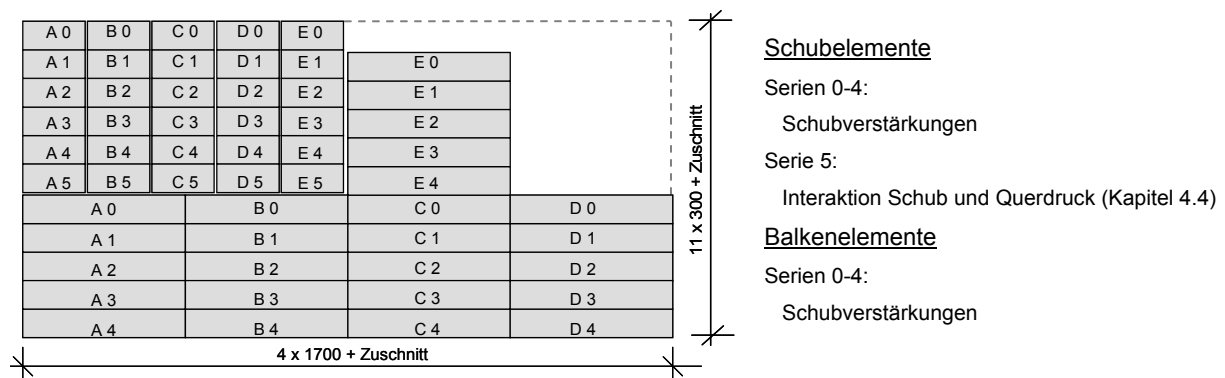 A 0 B 0 C 0 D 0 E 0
A 1 B 1 C 1 D 1 E 1 E 0
A 2 B 2 C 2 D 2 E 2 E 1
A 3 B 3 C 3 D 3 E 3 E 2
A 4 B 4 C 4 D 4 E 4 E 3
A 5 B 5 C 5 D 5 E 5 E 4
A 0 B 0 C 0 D 0
A 1 B 1 C 1 D 1
A 2 B 2 C 2 D 2
A 3 B 3 C 3 D 3
A 4 B 4 C 4 D 4
4 x 1700 + Zuschnitt
11 x 300 + Zuschnitt
Schubelemente
Serien 0-4:
Schubverstärkungen
Serie 5:
Interaktion Schub und Querdruck (Kapitel 4.4)
Balkenelemente
Serien 0-4:
Schubverstärkungen